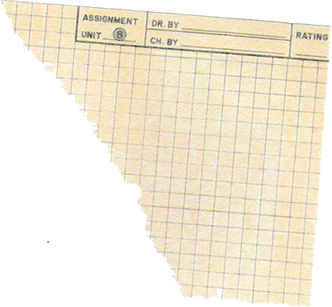 ASSIGNMENT
UNIT 8
DR. BY
CH. BY
RATING